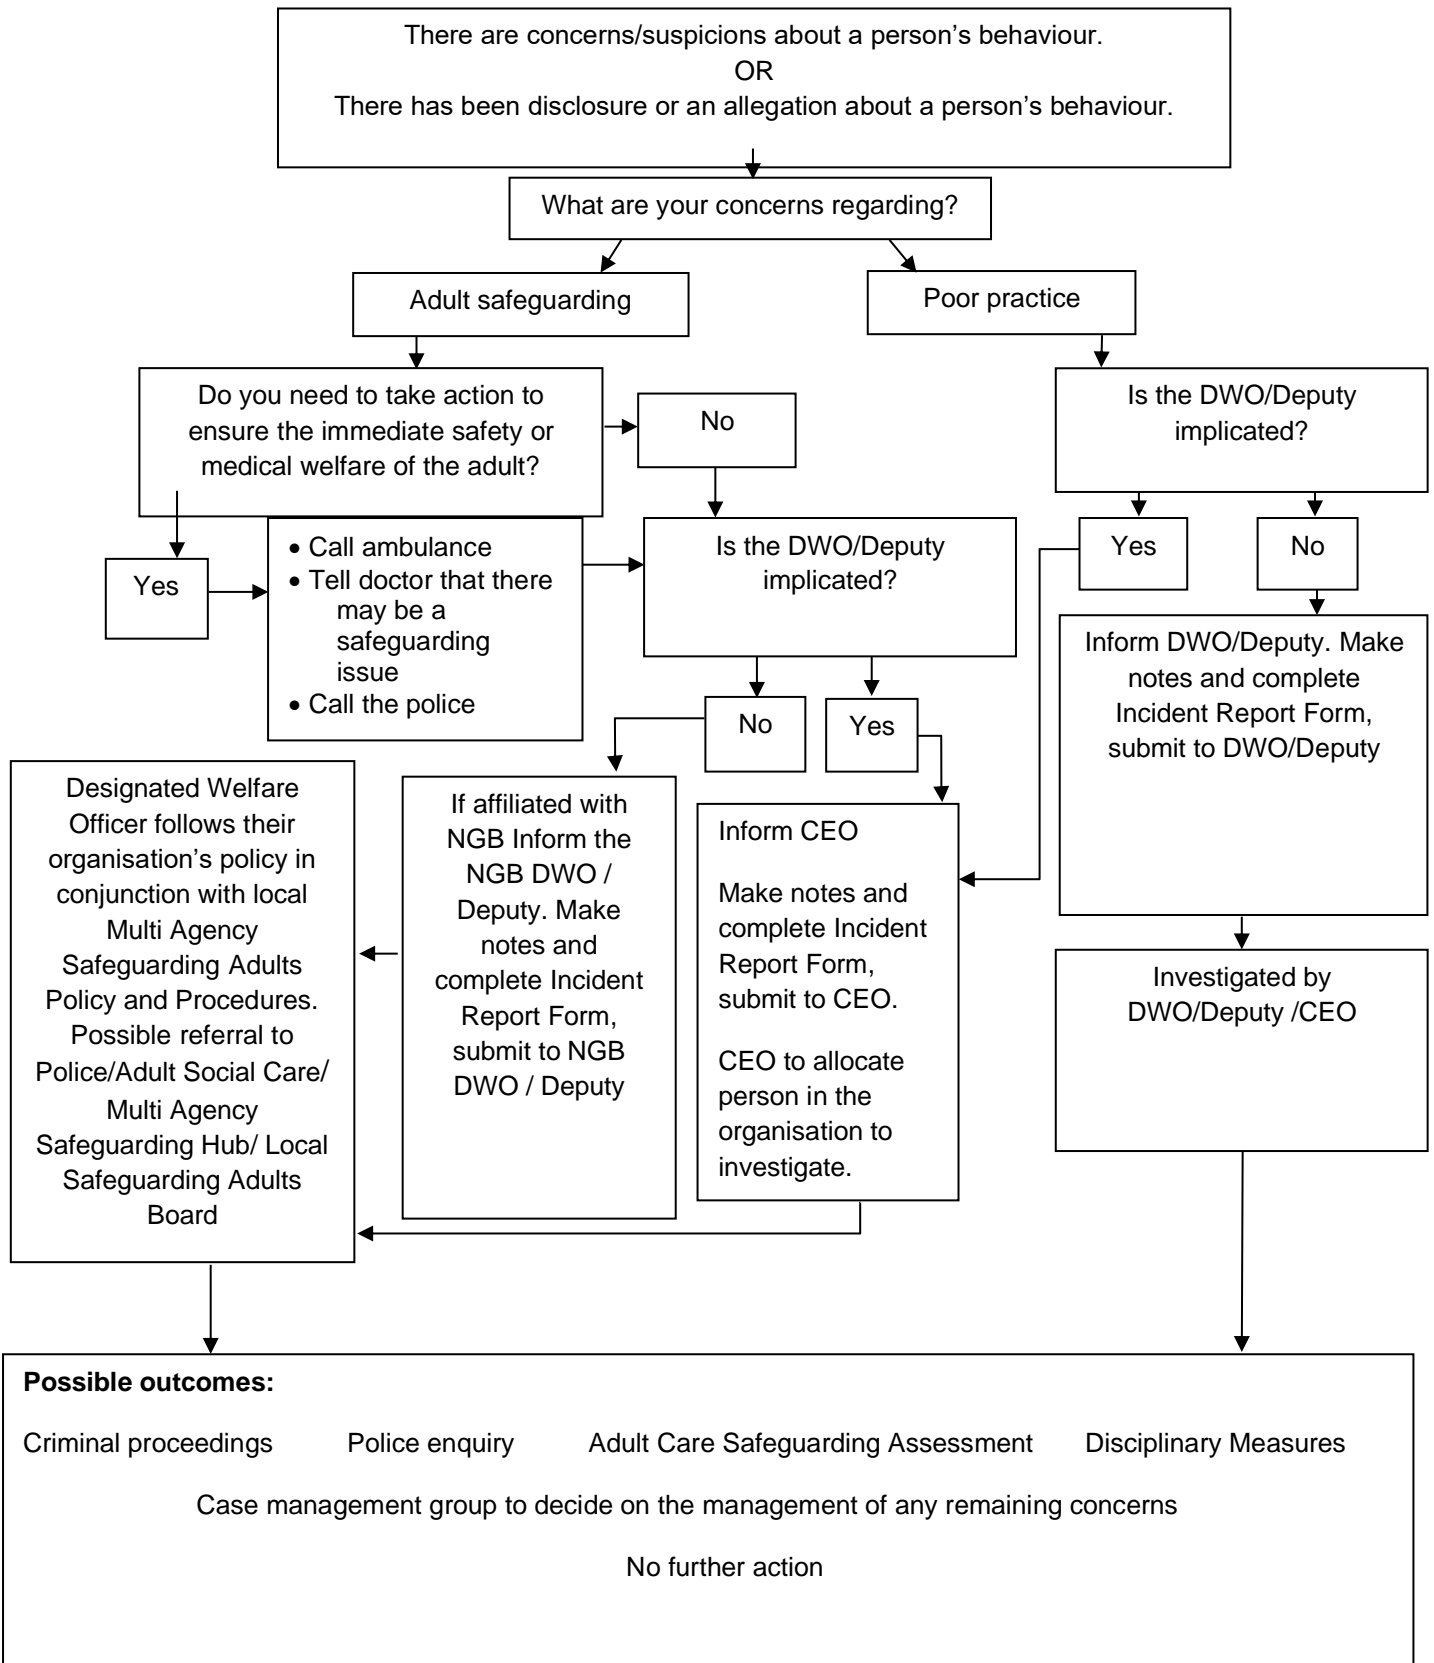 There are concerns/suspicions about a person’s behaviour.
OR
There has been disclosure or an allegation about a person’s behaviour.
What are your concerns regarding?
Adult safeguarding
Poor practice
Do you need to take action to
ensure the immediate safety or
medical welfare of the adult?
No
Is the DWO/Deputy
implicated?
Yes
• Call ambulance
• Tell doctor that there
may be a
safeguarding
issue
• Call the police
Is the DWO/Deputy
implicated?
Yes
No
No
Yes
Inform DWO/Deputy. Make
notes and complete
Incident Report Form,
submit to DWO/Deputy
Designated Welfare
Officer follows their
organisation’s policy in
conjunction with local
Multi Agency
Safeguarding Adults
Policy and Procedures.
Possible referral to
Police/Adult Social Care/
Multi Agency
Safeguarding Hub/ Local
Safeguarding Adults
Board
If affiliated with
NGB Inform the
NGB DWO /
Deputy. Make
notes and
complete Incident
Report Form,
submit to NGB
DWO / Deputy
Inform CEO
Make notes and
complete Incident
Report Form,
submit to CEO.
CEO to allocate
person in the
organisation to
investigate.
Investigated by
DWO/Deputy /CEO
Possible outcomes:
Criminal proceedings Police enquiry Adult Care Safeguarding Assessment Disciplinary Measures
Case management group to decide on the management of any remaining concerns
No further action